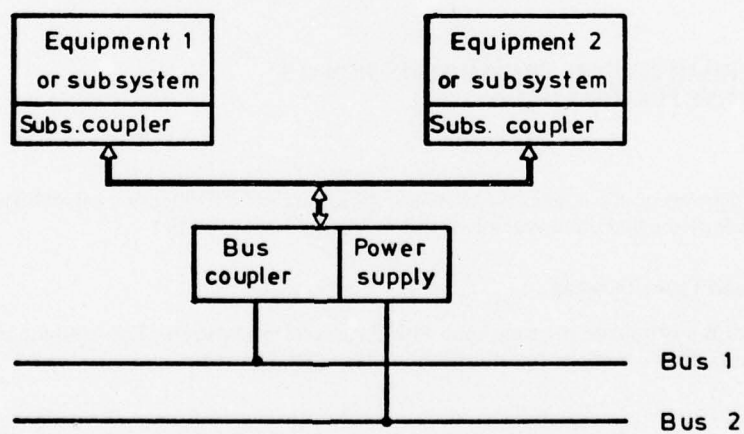 Equipment 1
or subsystem
Subs.coupler
Equipment 2
or subsystem
Subs. coupler
Bus
coupler
Power
supply
Bus 1
Bus 2